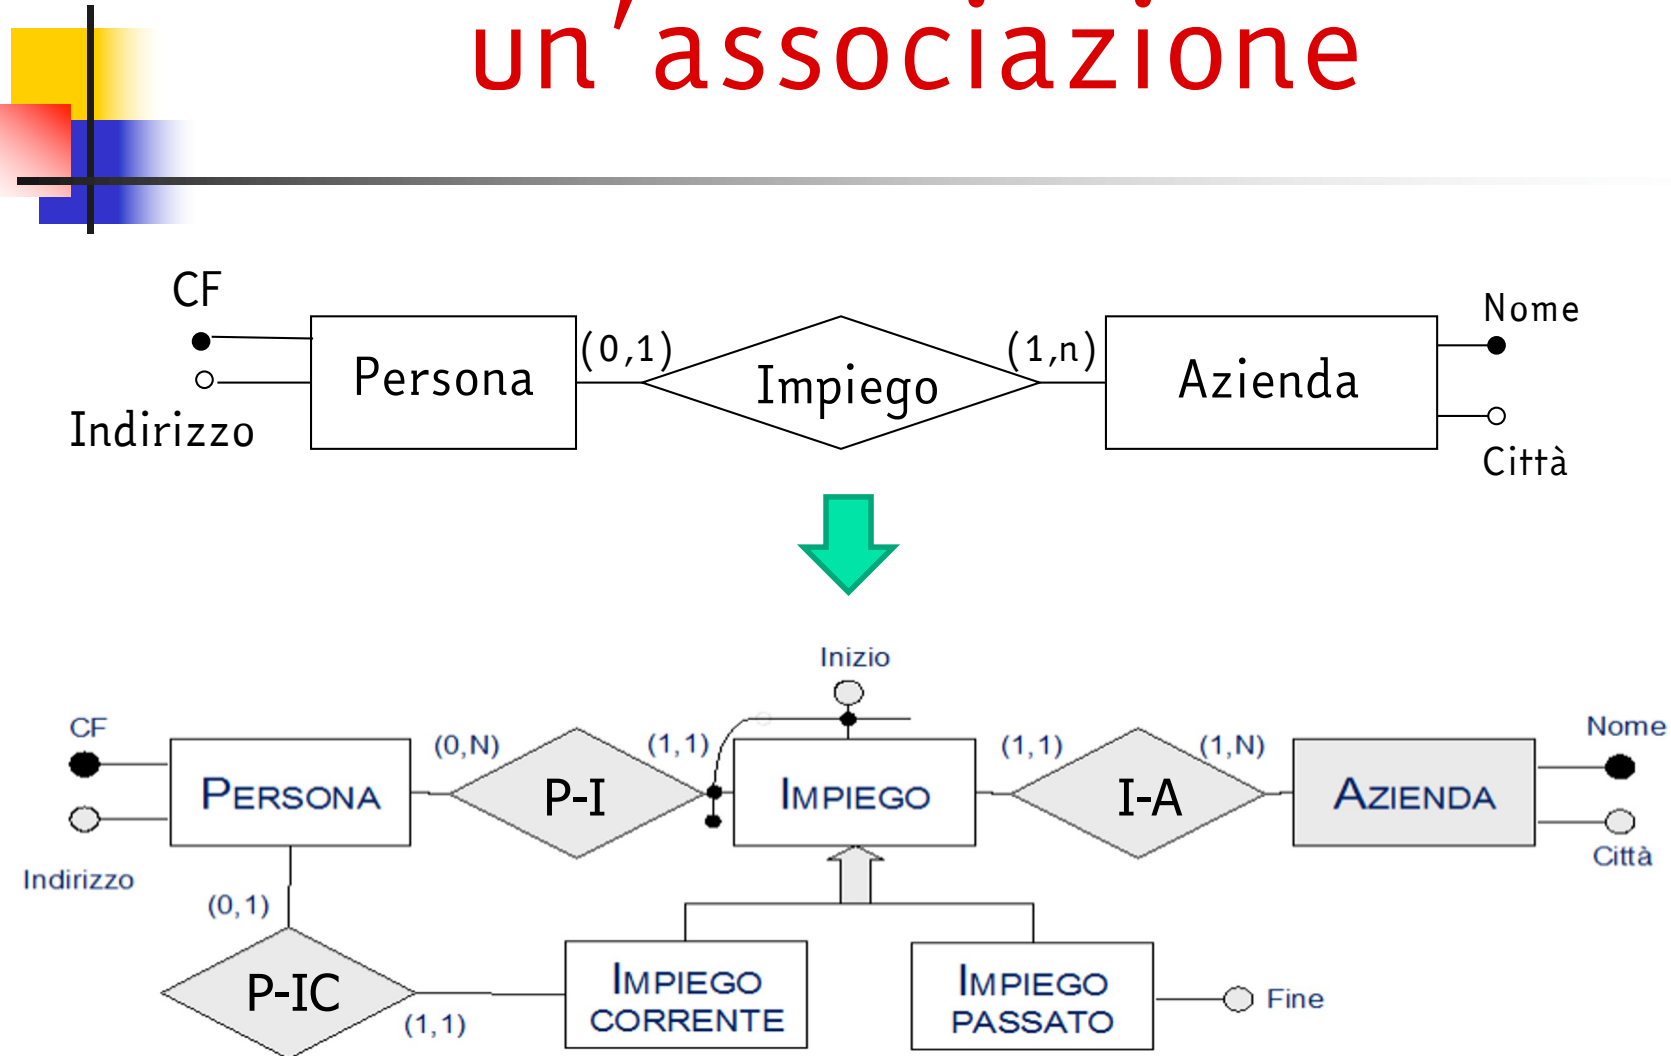 un'associazione
CF
Nome
(0,1)
(1,n)
Persona
Impiego
Azienda
Indirizzo
Città
Inizio
CF
Nome
(0,N)
(1,1)
(1,1)
(1,N)
PERSONA
P-I
IMPIEGO
I-A
AZIENDA
Città
Indirizzo
(0,1)
P-IC
(1,1)
IMPIEGO
CORRENTE
IMPIEGO
PASSATO
Fine